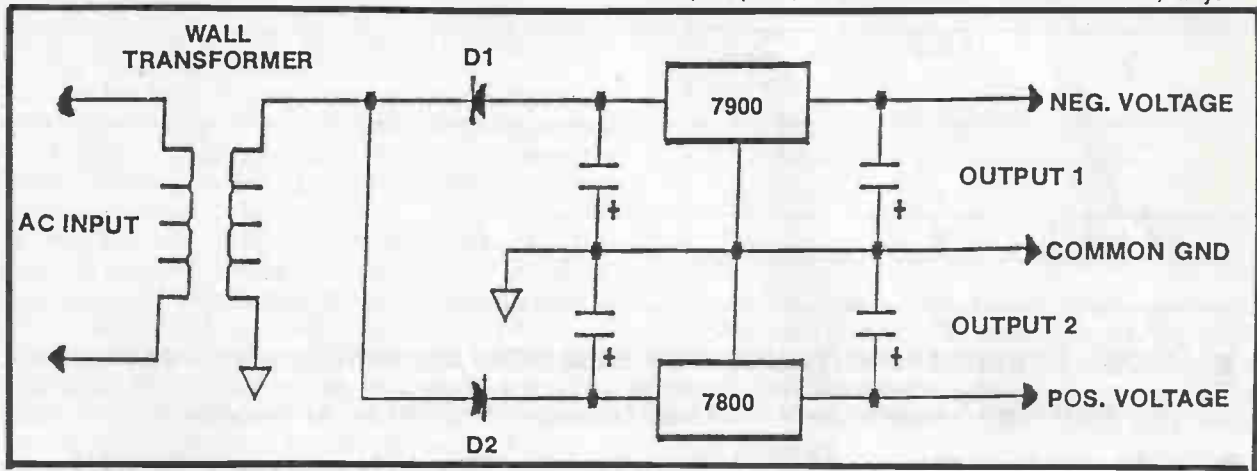 WALL
TRANSFORMER
D1
7900
NEG. VOLTAGE
OUTPUT 1
AC INPUT
COMMON GND
OUTPUT 2
7800
POS. VOLTAGE
D2
+
+
+
+